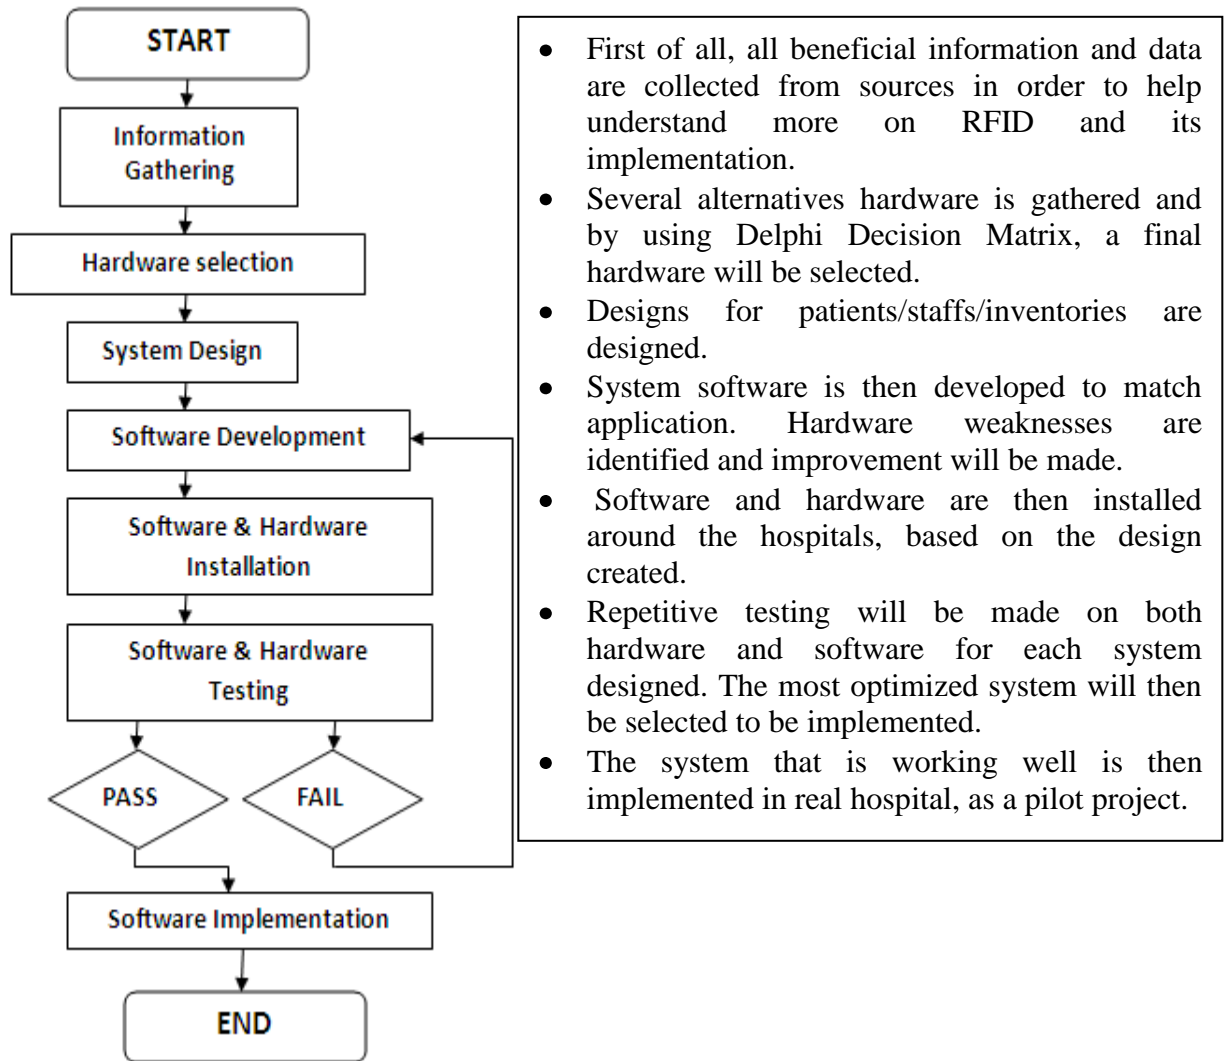 START
Information
Gathering
Hardware selection
System Design
Software Development
Software & Hardware
Installation
Software & Hardware
Testing
PASS
FAIL
Software Implementation
END
• First of all, all beneficial information and data
are collected from sources in order to help
understand more on RFID and its
implementation.
• Several alternatives hardware is gathered and
by using Delphi Decision Matrix, a final
hardware will be selected.
• Designs for patients/staffs/inventories are
designed.
• System software is then developed to match
application. Hardware weaknesses are
identified and improvement will be made.
• Software and hardware are then installed
around the hospitals, based on the design
created.
• Repetitive testing will be made on both
hardware and software for each system
designed. The most optimized system will then
be selected to be implemented.
• The system that is working well is then
implemented in real hospital, as a pilot project.